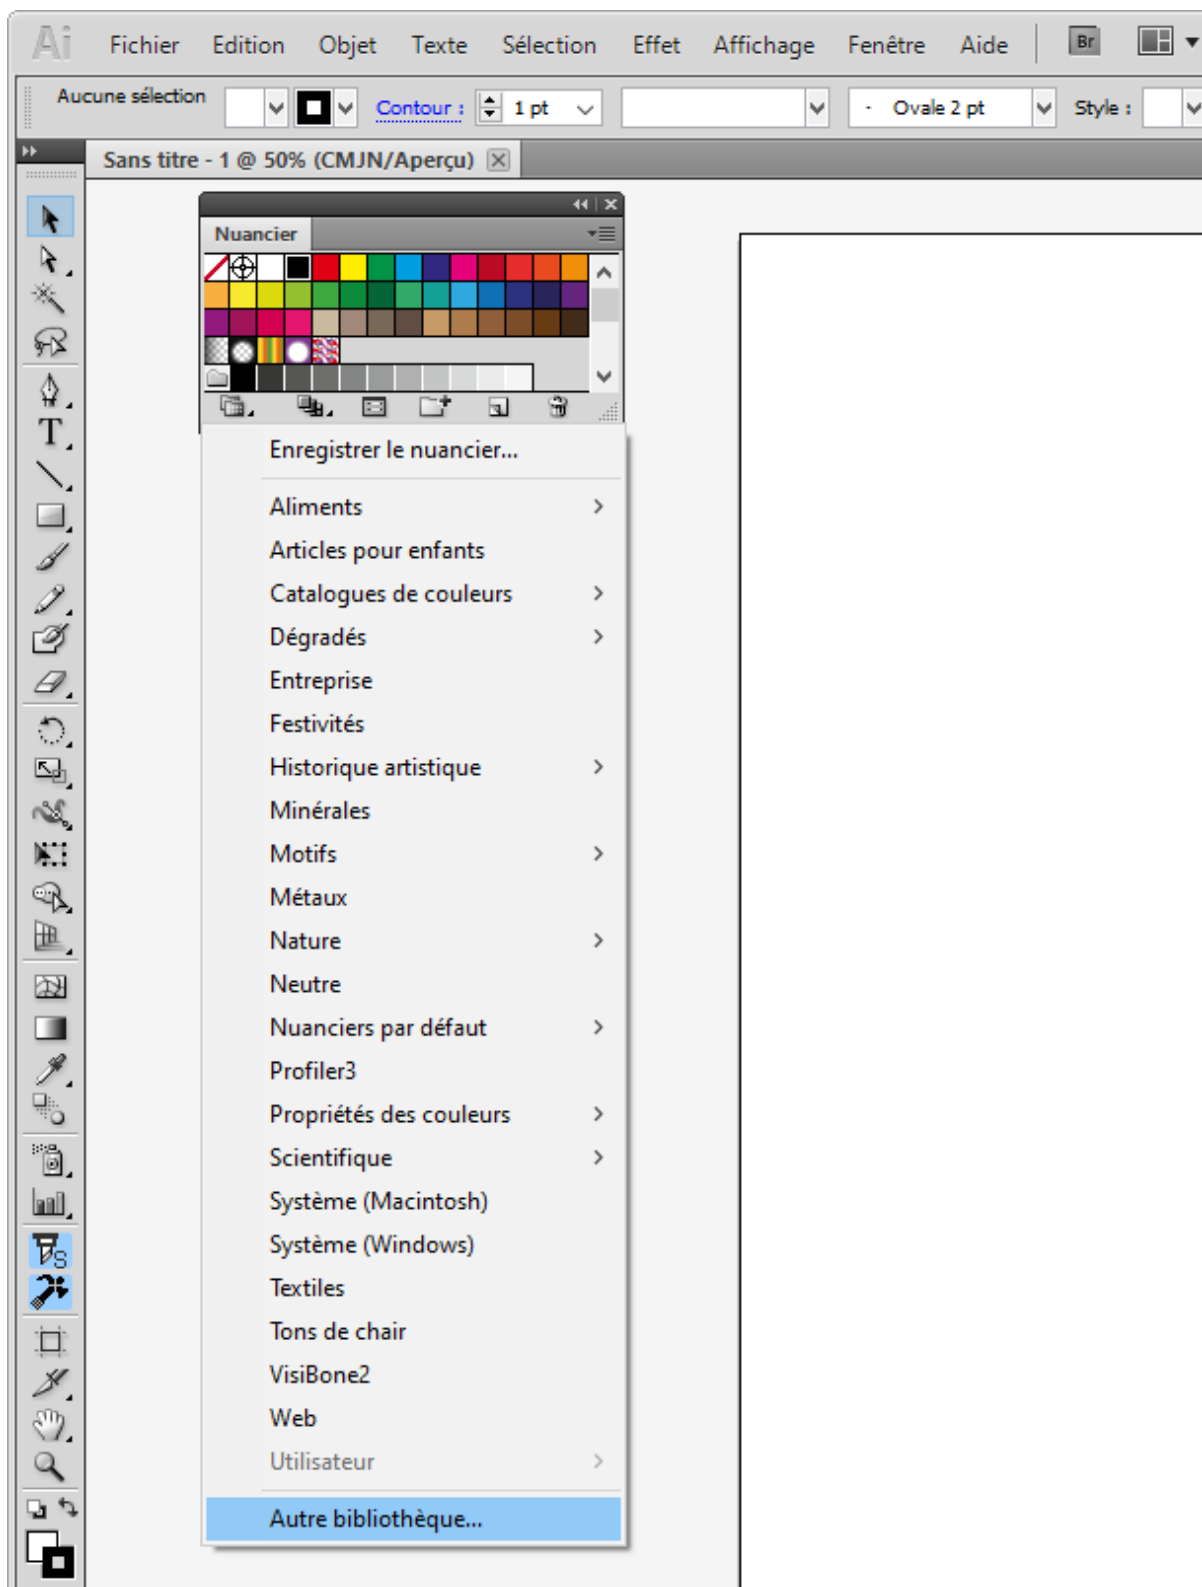 Ai Fichier Edition Objet Texte Sélection Effet Affichage Fenêtre Aide Br
Aucune sélection Contour : 1 pt - Ovale 2 pt Style :
Sans titre - 1 @ 50% (CMJN/Aperçu)
Nuancier
Enregistrer le nuancier...
Aliments
Articles pour enfants
Catalogues de couleurs
Dégradés
Entreprise
Festivités
Historique artistique
Minérales
Motifs
Métaux
Nature
Neutre
Nuanciers par défaut
Profiler3
Propriétés des couleurs
Scientifique
Système (Macintosh)
Système (Windows)
Textiles
Tons de chair
VisiBone2
Web
Utilisateur
Autre bibliothèque...